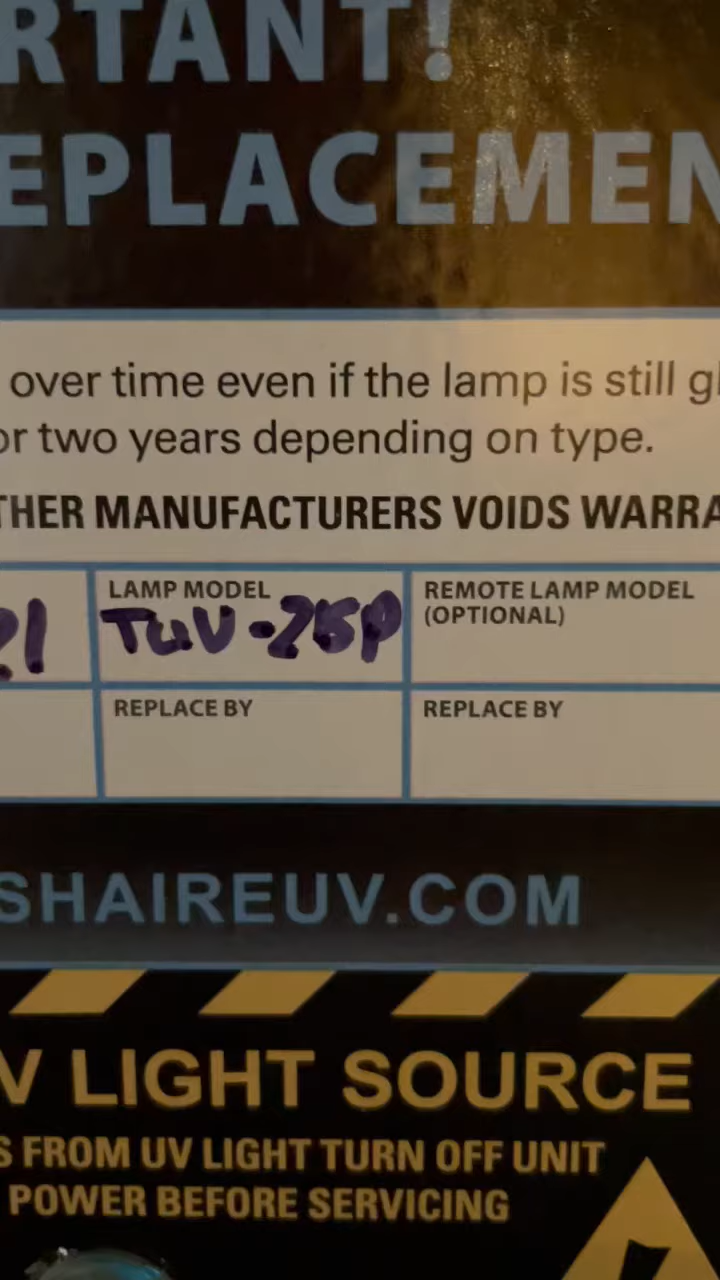 RTANT!
EPLACEMEN
over time even if the lamp is still gl
or two years depending on type.
THER MANUFACTURERS VOIDS WARRA
21 LAMP MODEL TUV-25P REMOTE LAMP MODEL
(OPTIONAL)
REPLACE BY REPLACE BY
SHAIREUV.COM
V LIGHT SOURCE
S FROM UV LIGHT TURN OFF UNIT
POWER BEFORE SERVICING